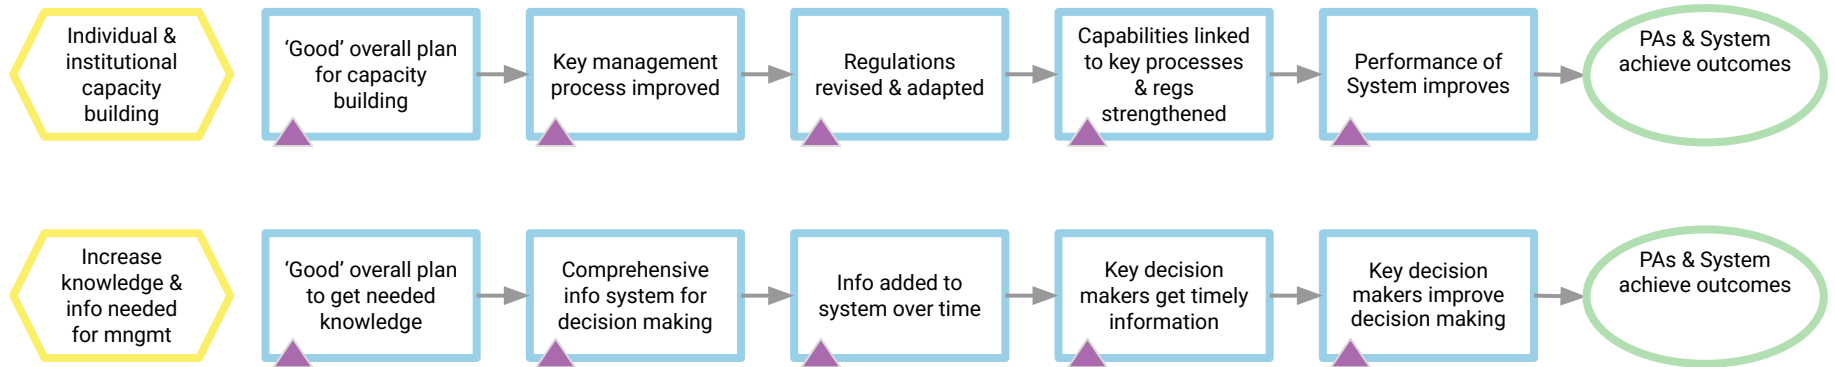 Individual &
institutional
capacity
building
‘Good’ overall plan
for capacity
building
Key management
process improved
Regulations
revised & adapted
Capabilities linked
to key processes
& regs
strengthened
Performance of
System improves
PAs & System
achieve outcomes
Increase
knowledge &
info needed
for mngmt
‘Good’ overall plan
to get needed
knowledge
Comprehensive
info system for
decision making
Info added to
system over time
Key decision
makers get timely
information
Key decision
makers improve
decision making
PAs & System
achieve outcomes